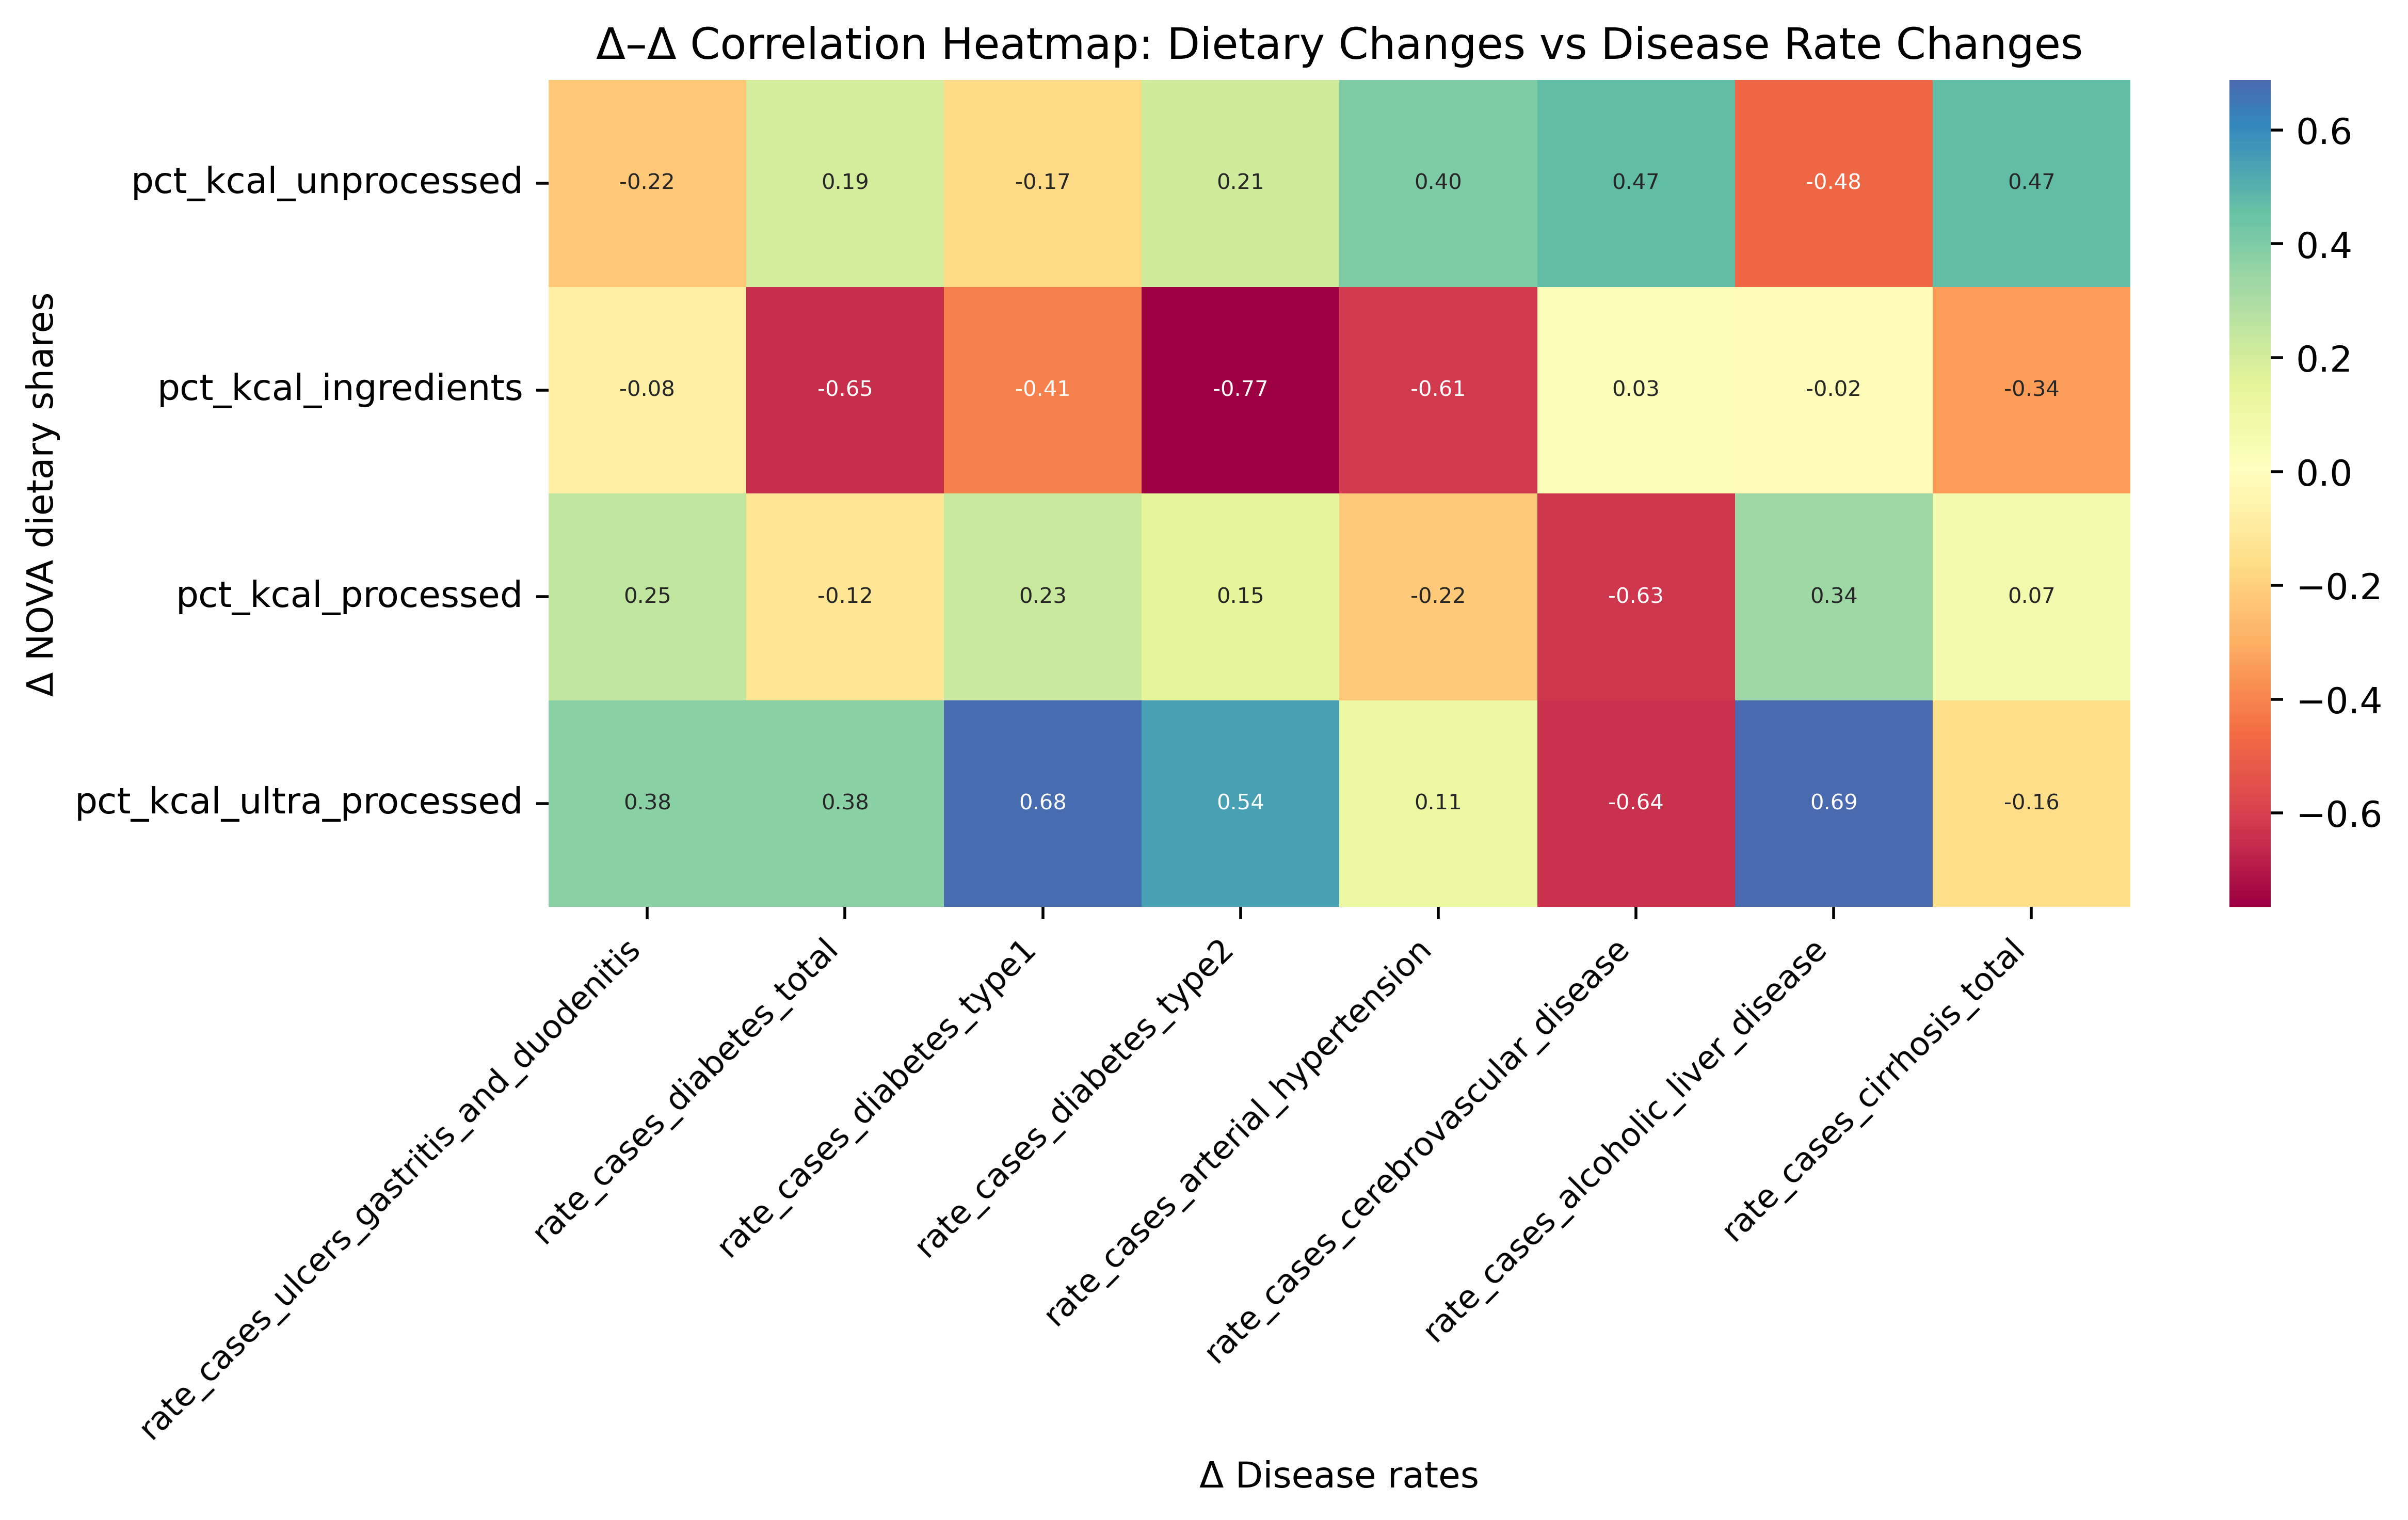 Δ–Δ Correlation Heatmap: Dietary Changes vs Disease Rate Changes
Δ NOVA dietary shares
pct_kcal_unprocessed -0.22 0.19 -0.17 0.21 0.40 0.47 -0.48 0.47
pct_kcal_ingredients -0.08 -0.65 -0.41 -0.77 -0.61 0.03 -0.02 -0.34
pct_kcal_processed 0.25 -0.12 0.23 0.15 -0.22 -0.63 0.34 0.07
pct_kcal_ultra_processed 0.38 0.38 0.68 0.54 0.11 -0.64 0.69 -0.16
rate_cases_ulcers_gastritis_and_duodenitis
rate_cases_diabetes_total
rate_cases_diabetes_type1
rate_cases_diabetes_type2
rate_cases_arterial_hypertension
rate_cases_cerebrovascular_disease
rate_cases_alcoholic_liver_disease
rate_cases_cirrhosis_total
Δ Disease rates
0.6
0.4
0.2
0.0
−0.2
−0.4
−0.6